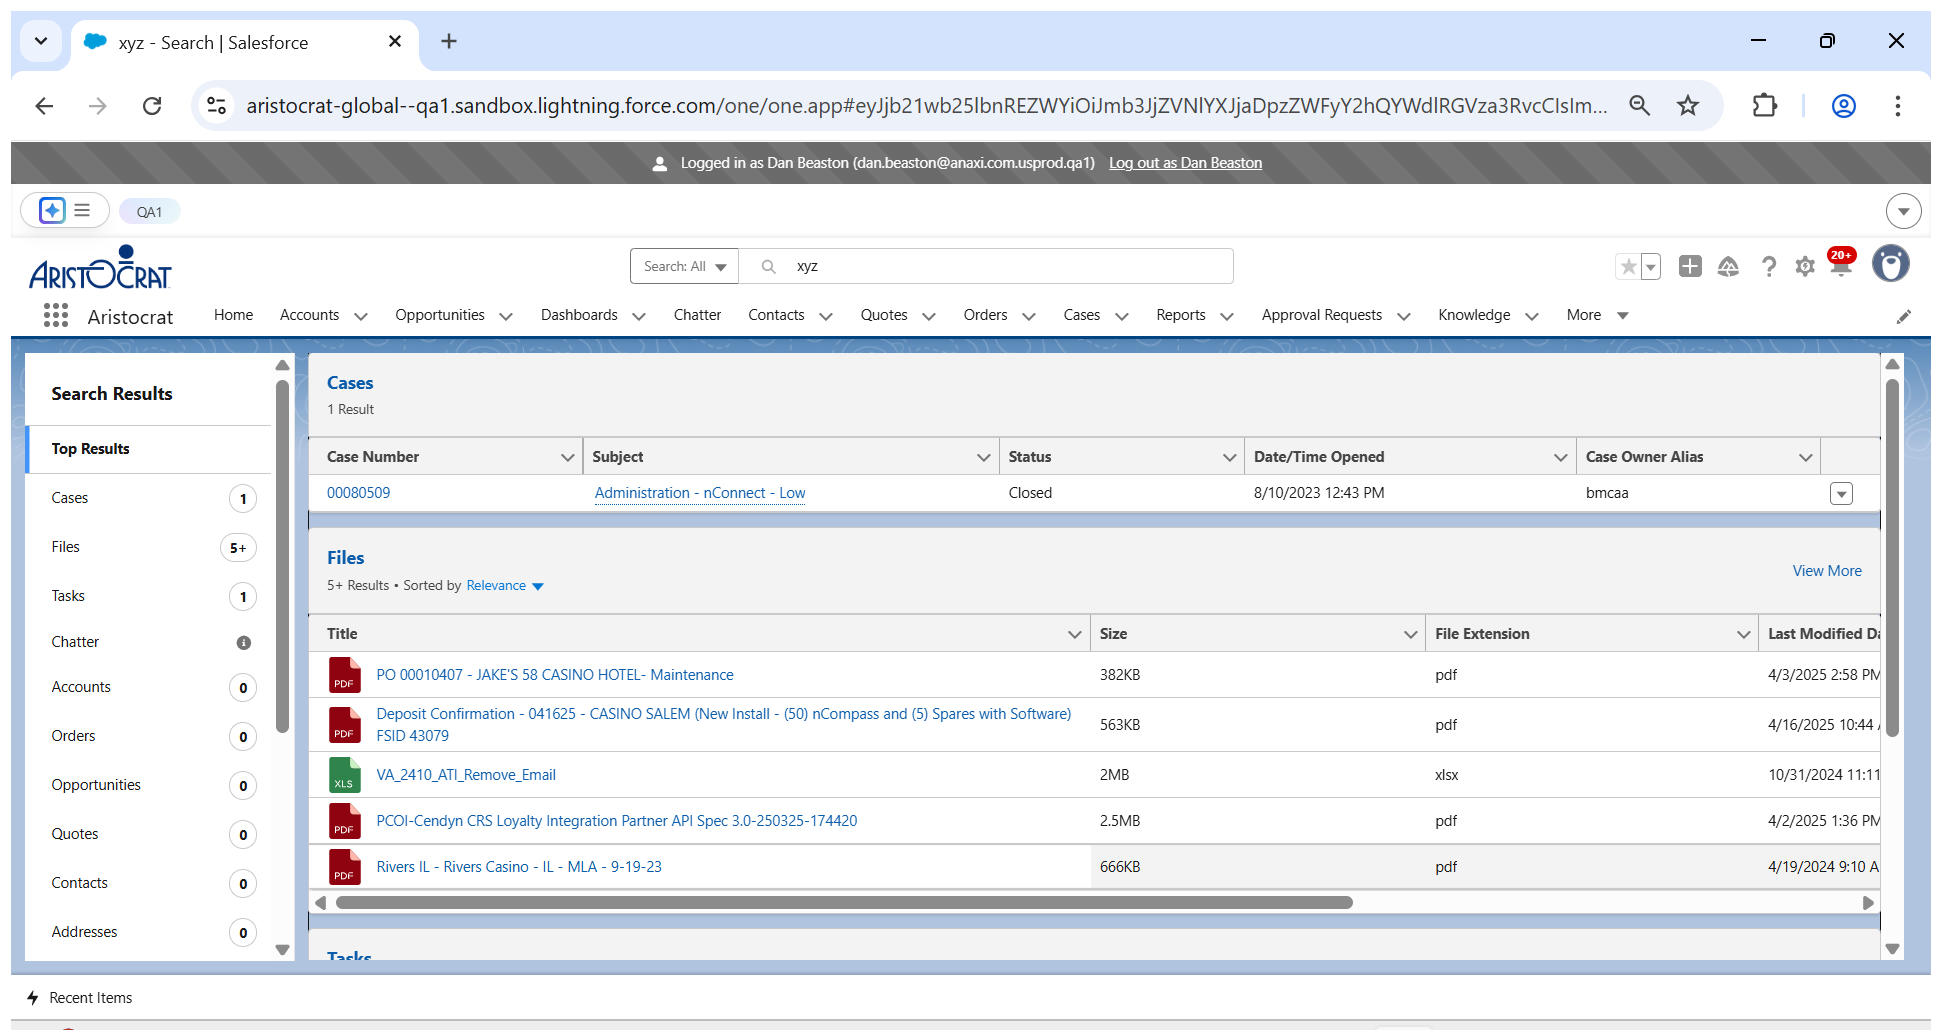 xyz - Search | Salesforce
aristocrat-global--qa1.sandbox.lightning.force.com/one/one.app#eyJjb21wb25lbnREZWYiOiJmb3JjZVNlYXJjaDpzZWFyY2hQYWdlRGVza3RvcCIsIm...
Logged in as Dan Beaston (dan.beaston@anaxi.com.usprod.qa1) Log out as Dan Beaston
QA1
ARISTOCRAT
Search: All xyz
20+
Aristocrat Home Accounts Opportunities Dashboards Chatter Contacts Quotes Orders Cases Reports Approval Requests Knowledge More
Search Results
Top Results
Cases 1
Files 5+
Tasks 1
Chatter
Accounts 0
Orders 0
Opportunities 0
Quotes 0
Contacts 0
Addresses 0
Cases
1 Result
Case Number Subject Status Date/Time Opened Case Owner Alias
00080509 Administration - nConnect - Low Closed 8/10/2023 12:43 PM bmcaa
Files
5+ Results • Sorted by Relevance
View More
Title Size File Extension Last Modified Da
PDF PO 00010407 - JAKE'S 58 CASINO HOTEL- Maintenance 382KB pdf 4/3/2025 2:58 PM
PDF Deposit Confirmation - 041625 - CASINO SALEM (New Install - (50) nCompass and (5) Spares with Software)
FSID 43079 563KB pdf 4/16/2025 10:44
XLS VA_2410_ATI_Remove_Email 2MB xlsx 10/31/2024 11:11
PDF PCOI-Cendyn CRS Loyalty Integration Partner API Spec 3.0-250325-174420 2.5MB pdf 4/2/2025 1:36 PM
PDF Rivers IL - Rivers Casino - IL - MLA - 9-19-23 666KB pdf 4/19/2024 9:10 A
Tasks
Recent Items